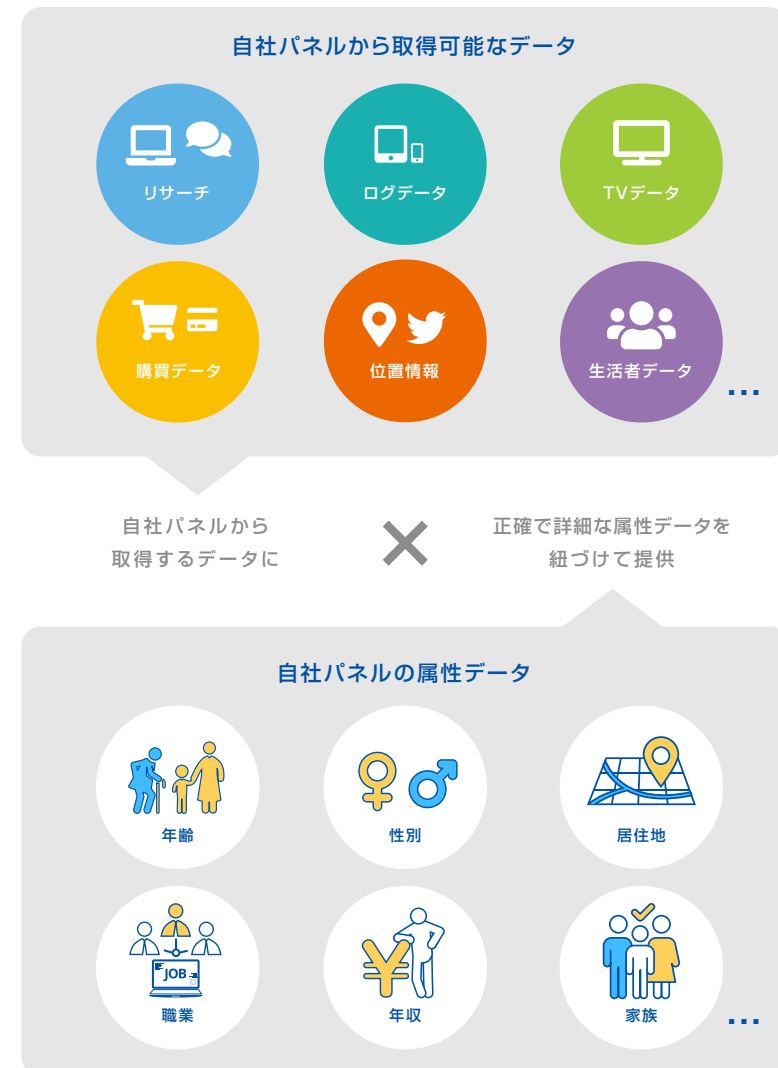 自社パネルから取得可能なデータ
リサーチ
ログデータ
TVデータ
購買データ
位置情報
生活者データ
...
自社パネルから
取得するデータに
正確で詳細な属性データを
紐づけて提供
自社パネルの属性データ
年齢
性別
居住地
JOB
職業
年収
家族
...